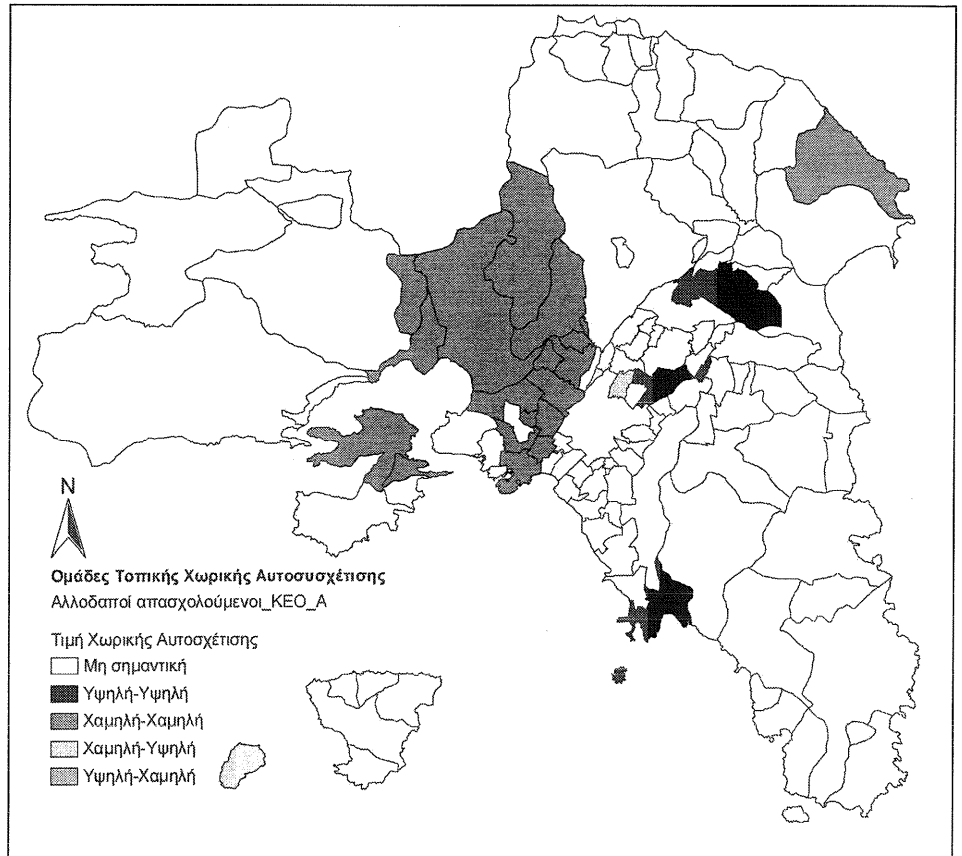 N
Ομάδες Τοπικής Χωρικής Αυτοσυσχέτισης
Αλλοδαποί απασχολούμενοι_ΚΕΟ_Α
Τιμή Χωρικής Αυτοσχέτισης
Μη σημαντική
Υψηλή-Υψηλή
Χαμηλή-Χαμηλή
Χαμηλή-Υψηλή
Υψηλή-Χαμηλή